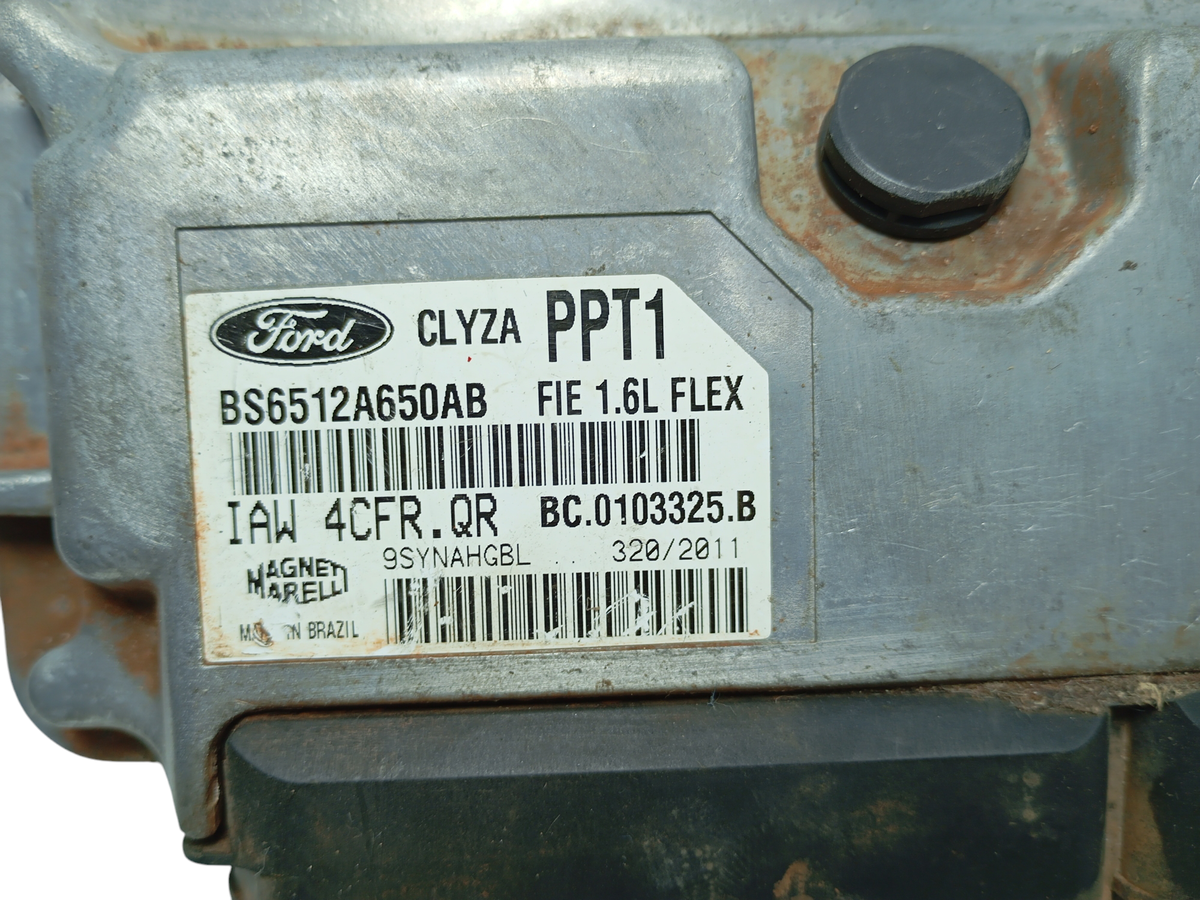 Ford CLYZA PPT1
BS6512A650AB FIE 1.6L FLEX
IAW 4CFR.QR BC.0103325.B
9SYNAHGBL 320/2011
MAGNETI
MARELLI
BRAZIL